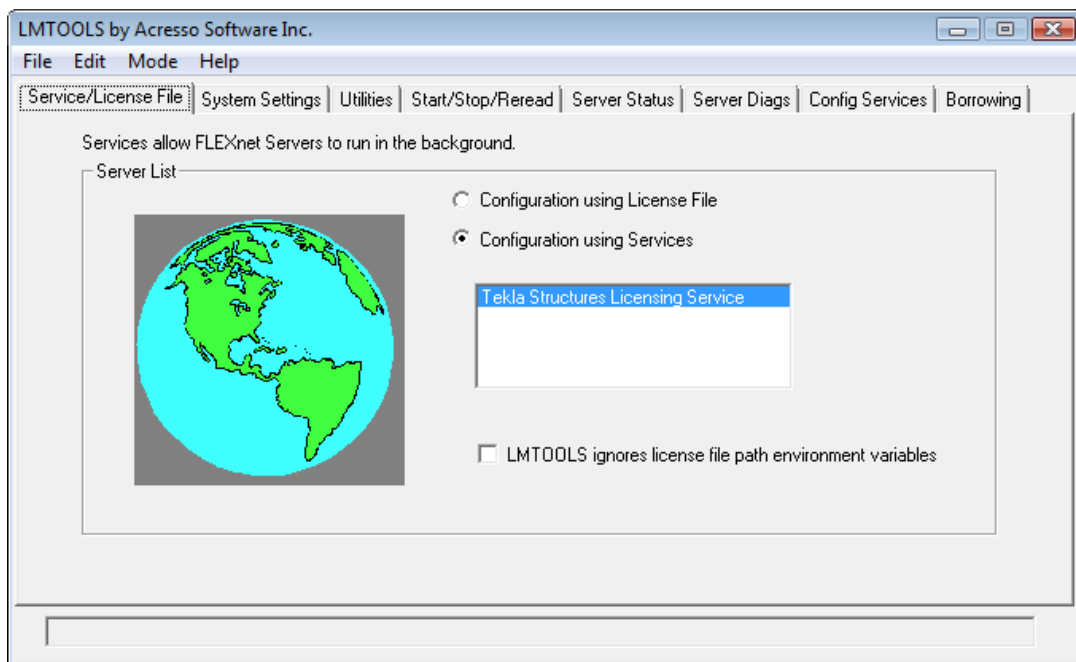 LMTOOLS by Acresso Software Inc.
File Edit Mode Help
Service/License File System Settings Utilities Start/Stop/Reread Server Status Server Diags Config Services Borrowing
Services allow FLEXnet Servers to run in the background.
Server List
Configuration using License File
Configuration using Services
Tekla Structures Licensing Service
LMTOOLS ignores license file path environment variables